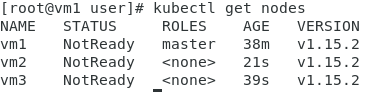 [root@vm1 user]# kubectl get nodes
NAME   STATUS     ROLES    AGE   VERSION
vm1    NotReady   master   38m   v1.15.2
vm2    NotReady   <none>   21s   v1.15.2
vm3    NotReady   <none>   39s   v1.15.2